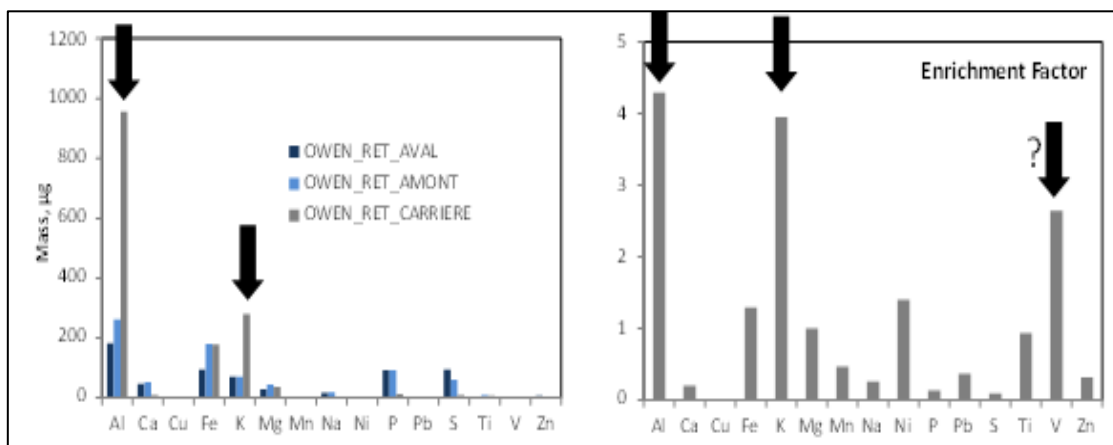 1200
1000
800
600
400
200
0
Mass, µg
OWEN_RET_AVAL
OWEN_RET_AMONT
OWEN_RET_CARRIERE
Al Ca Cu Fe K Mg Mn Na Ni P Pb S Ti V Zn
Enrichment Factor
5
4
3
2
1
0
?
Al Ca Cu Fe K Mg Mn Na Ni P Pb S Ti V Zn